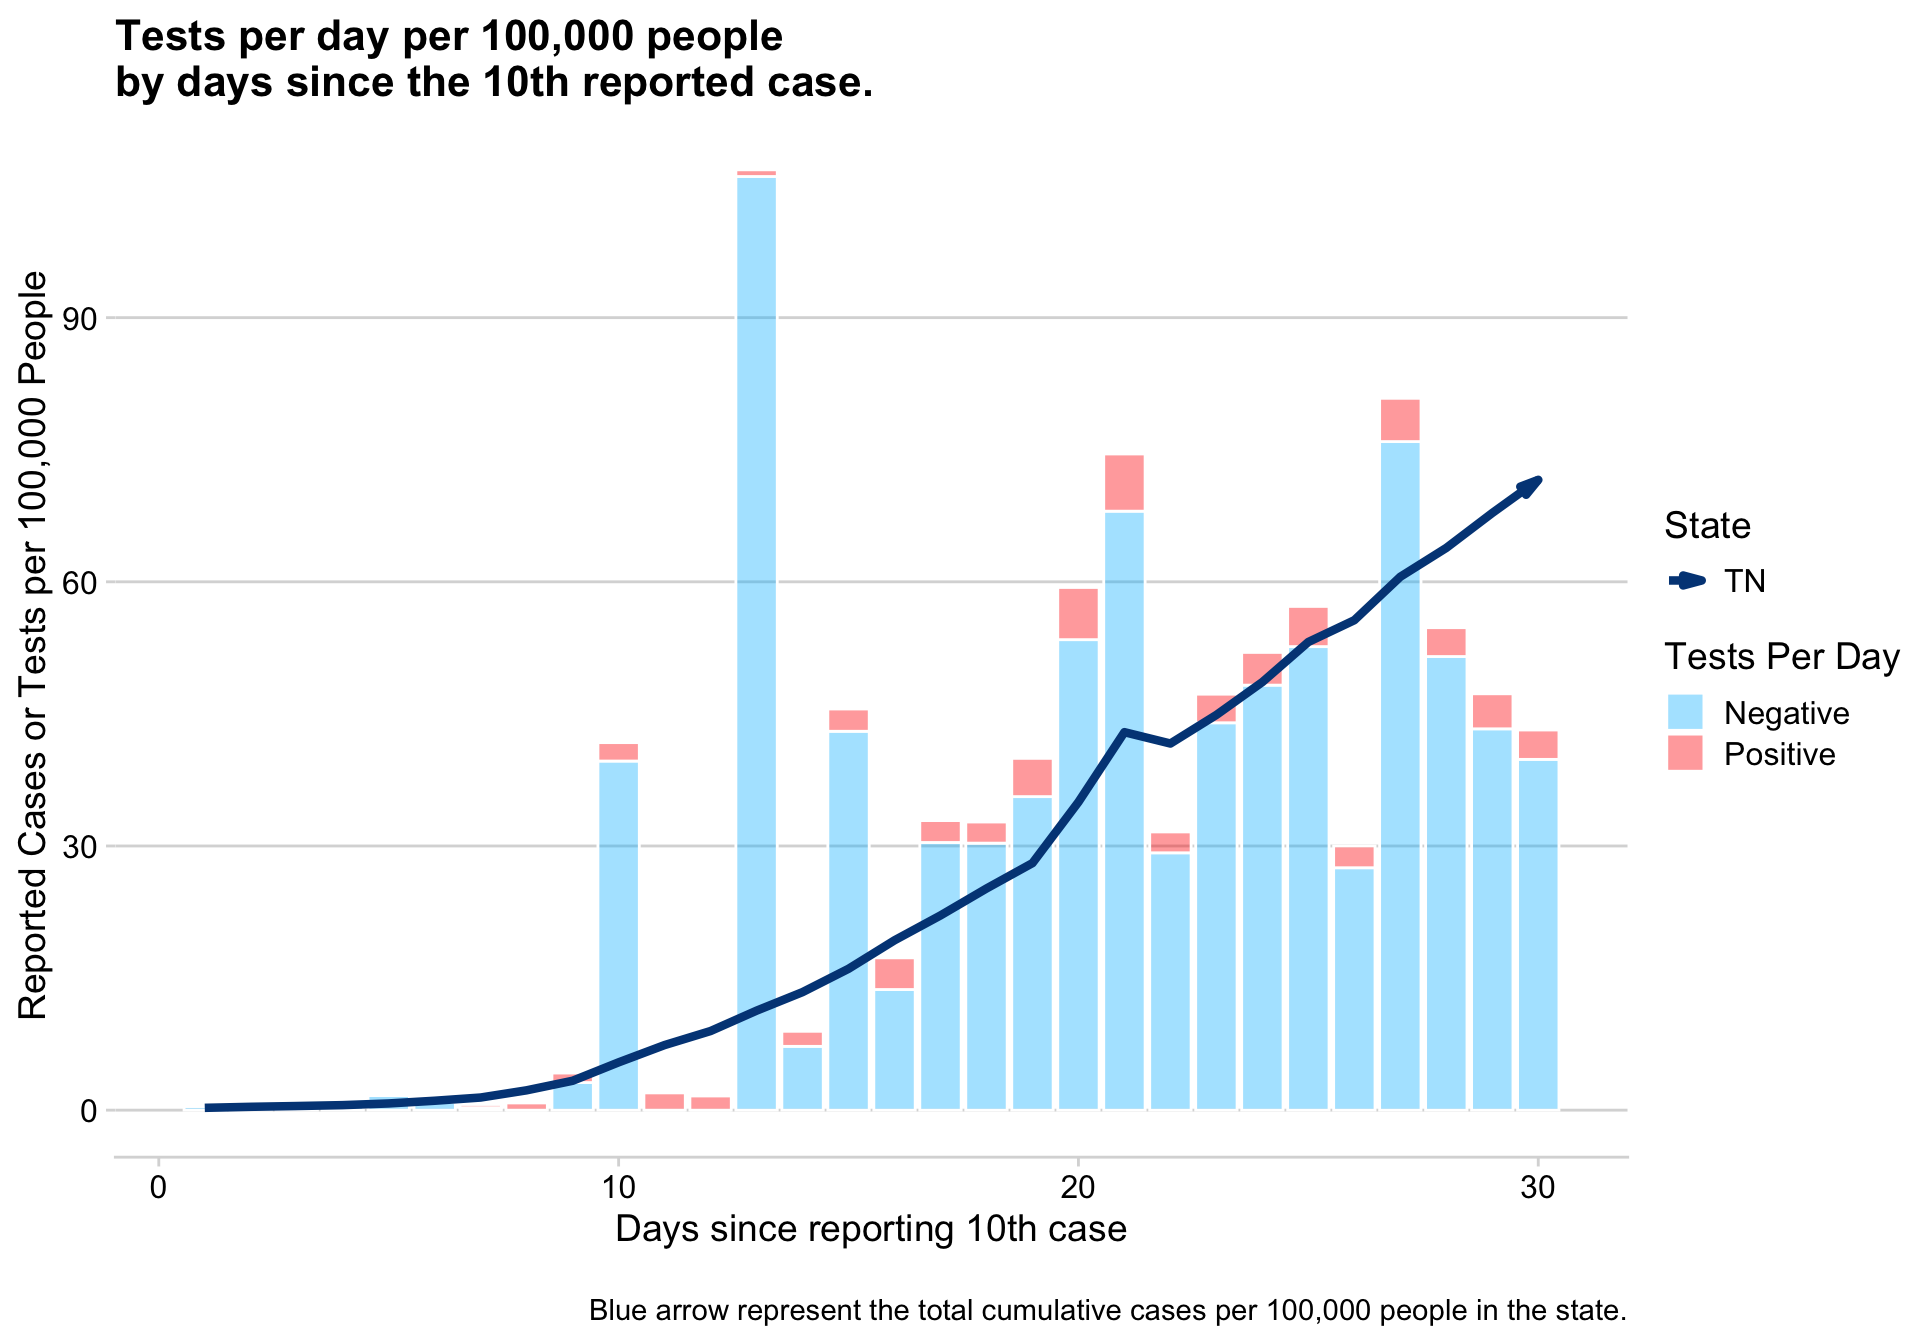 Tests per day per 100,000 people
by days since the 10th reported case.
Reported Cases or Tests per 100,000 People
90
60
30
0
0
10
20
30
Days since reporting 10th case
State
TN
Tests Per Day
Negative
Positive
Blue arrow represent the total cumulative cases per 100,000 people in the state.